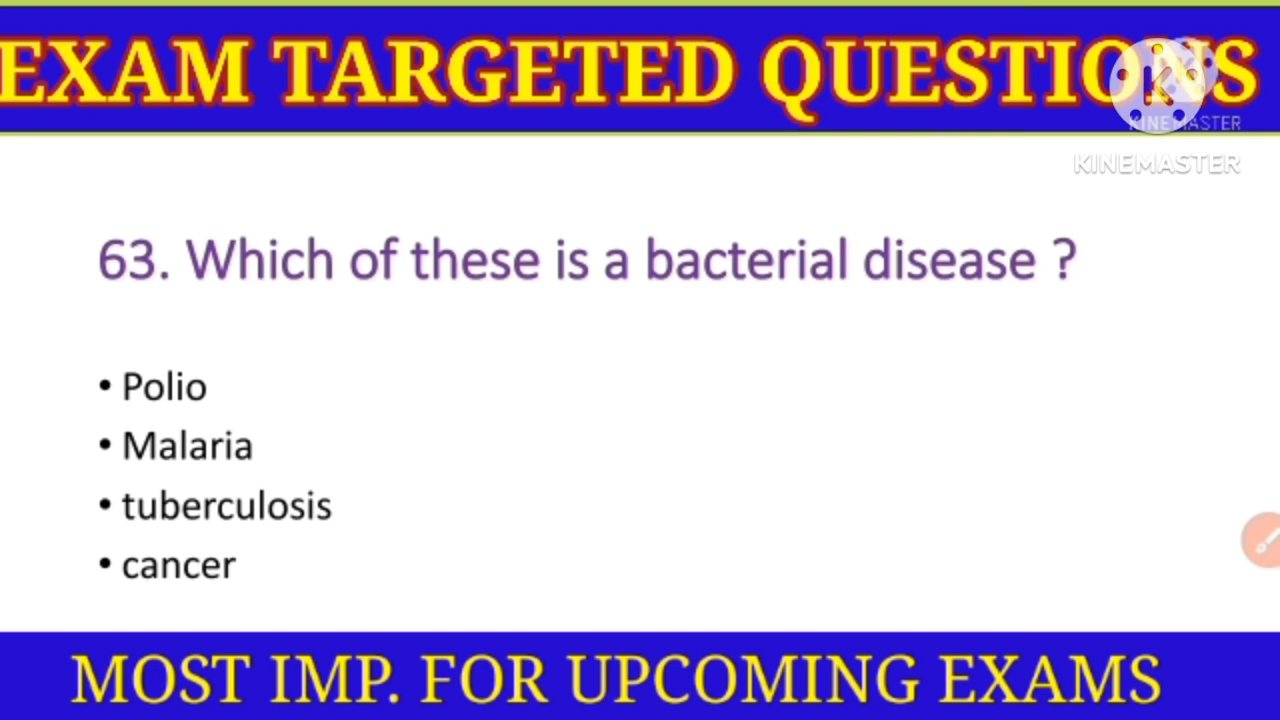 EXAM TARGETED QUESTIONS
KINEMASTER
KINEMASTER
63. Which of these is a bacterial disease ?
• Polio
• Malaria
• tuberculosis
• cancer
MOST IMP. FOR UPCOMING EXAMS